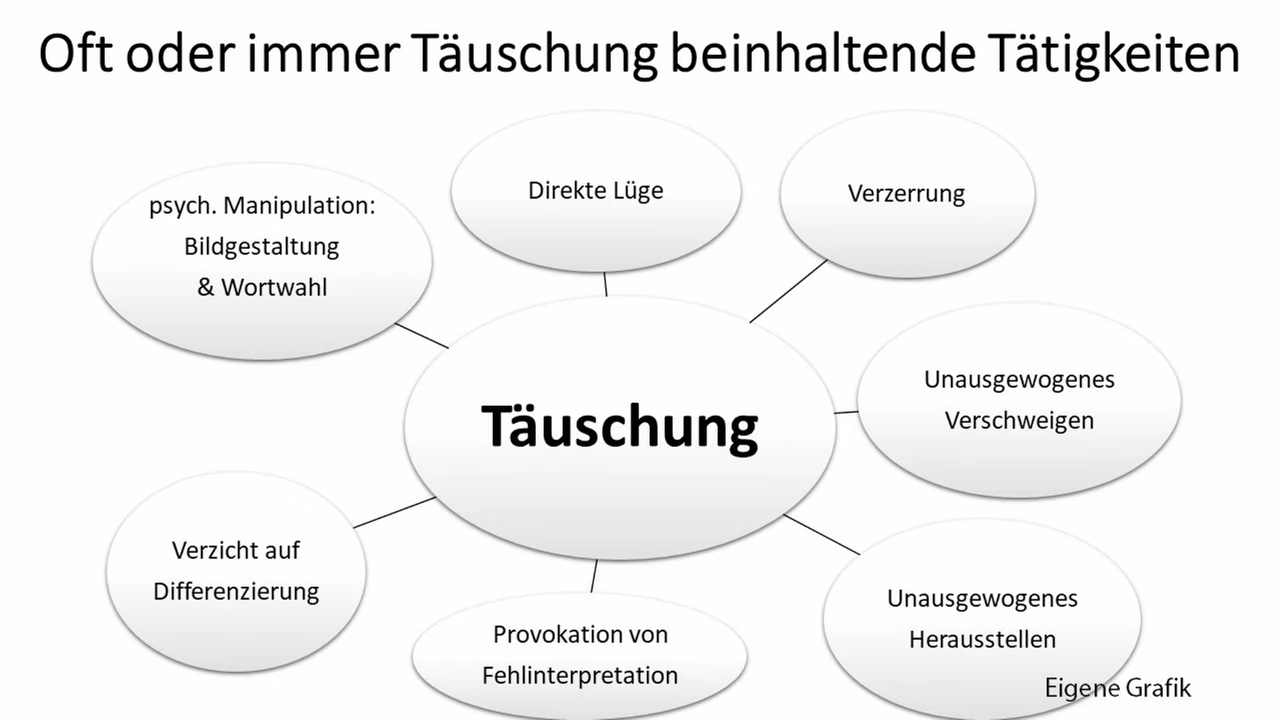 Oft oder immer Täuschung beinhaltende Tätigkeiten
Direkte Lüge
Verzerrung
psych. Manipulation:
Bildgestaltung
& Wortwahl
Unausgewogenes
Verschweigen
Täuschung
Verzicht auf
Differenzierung
Provokation von
Fehlinterpretation
Unausgewogenes
Herausstellen
Eigene Grafik